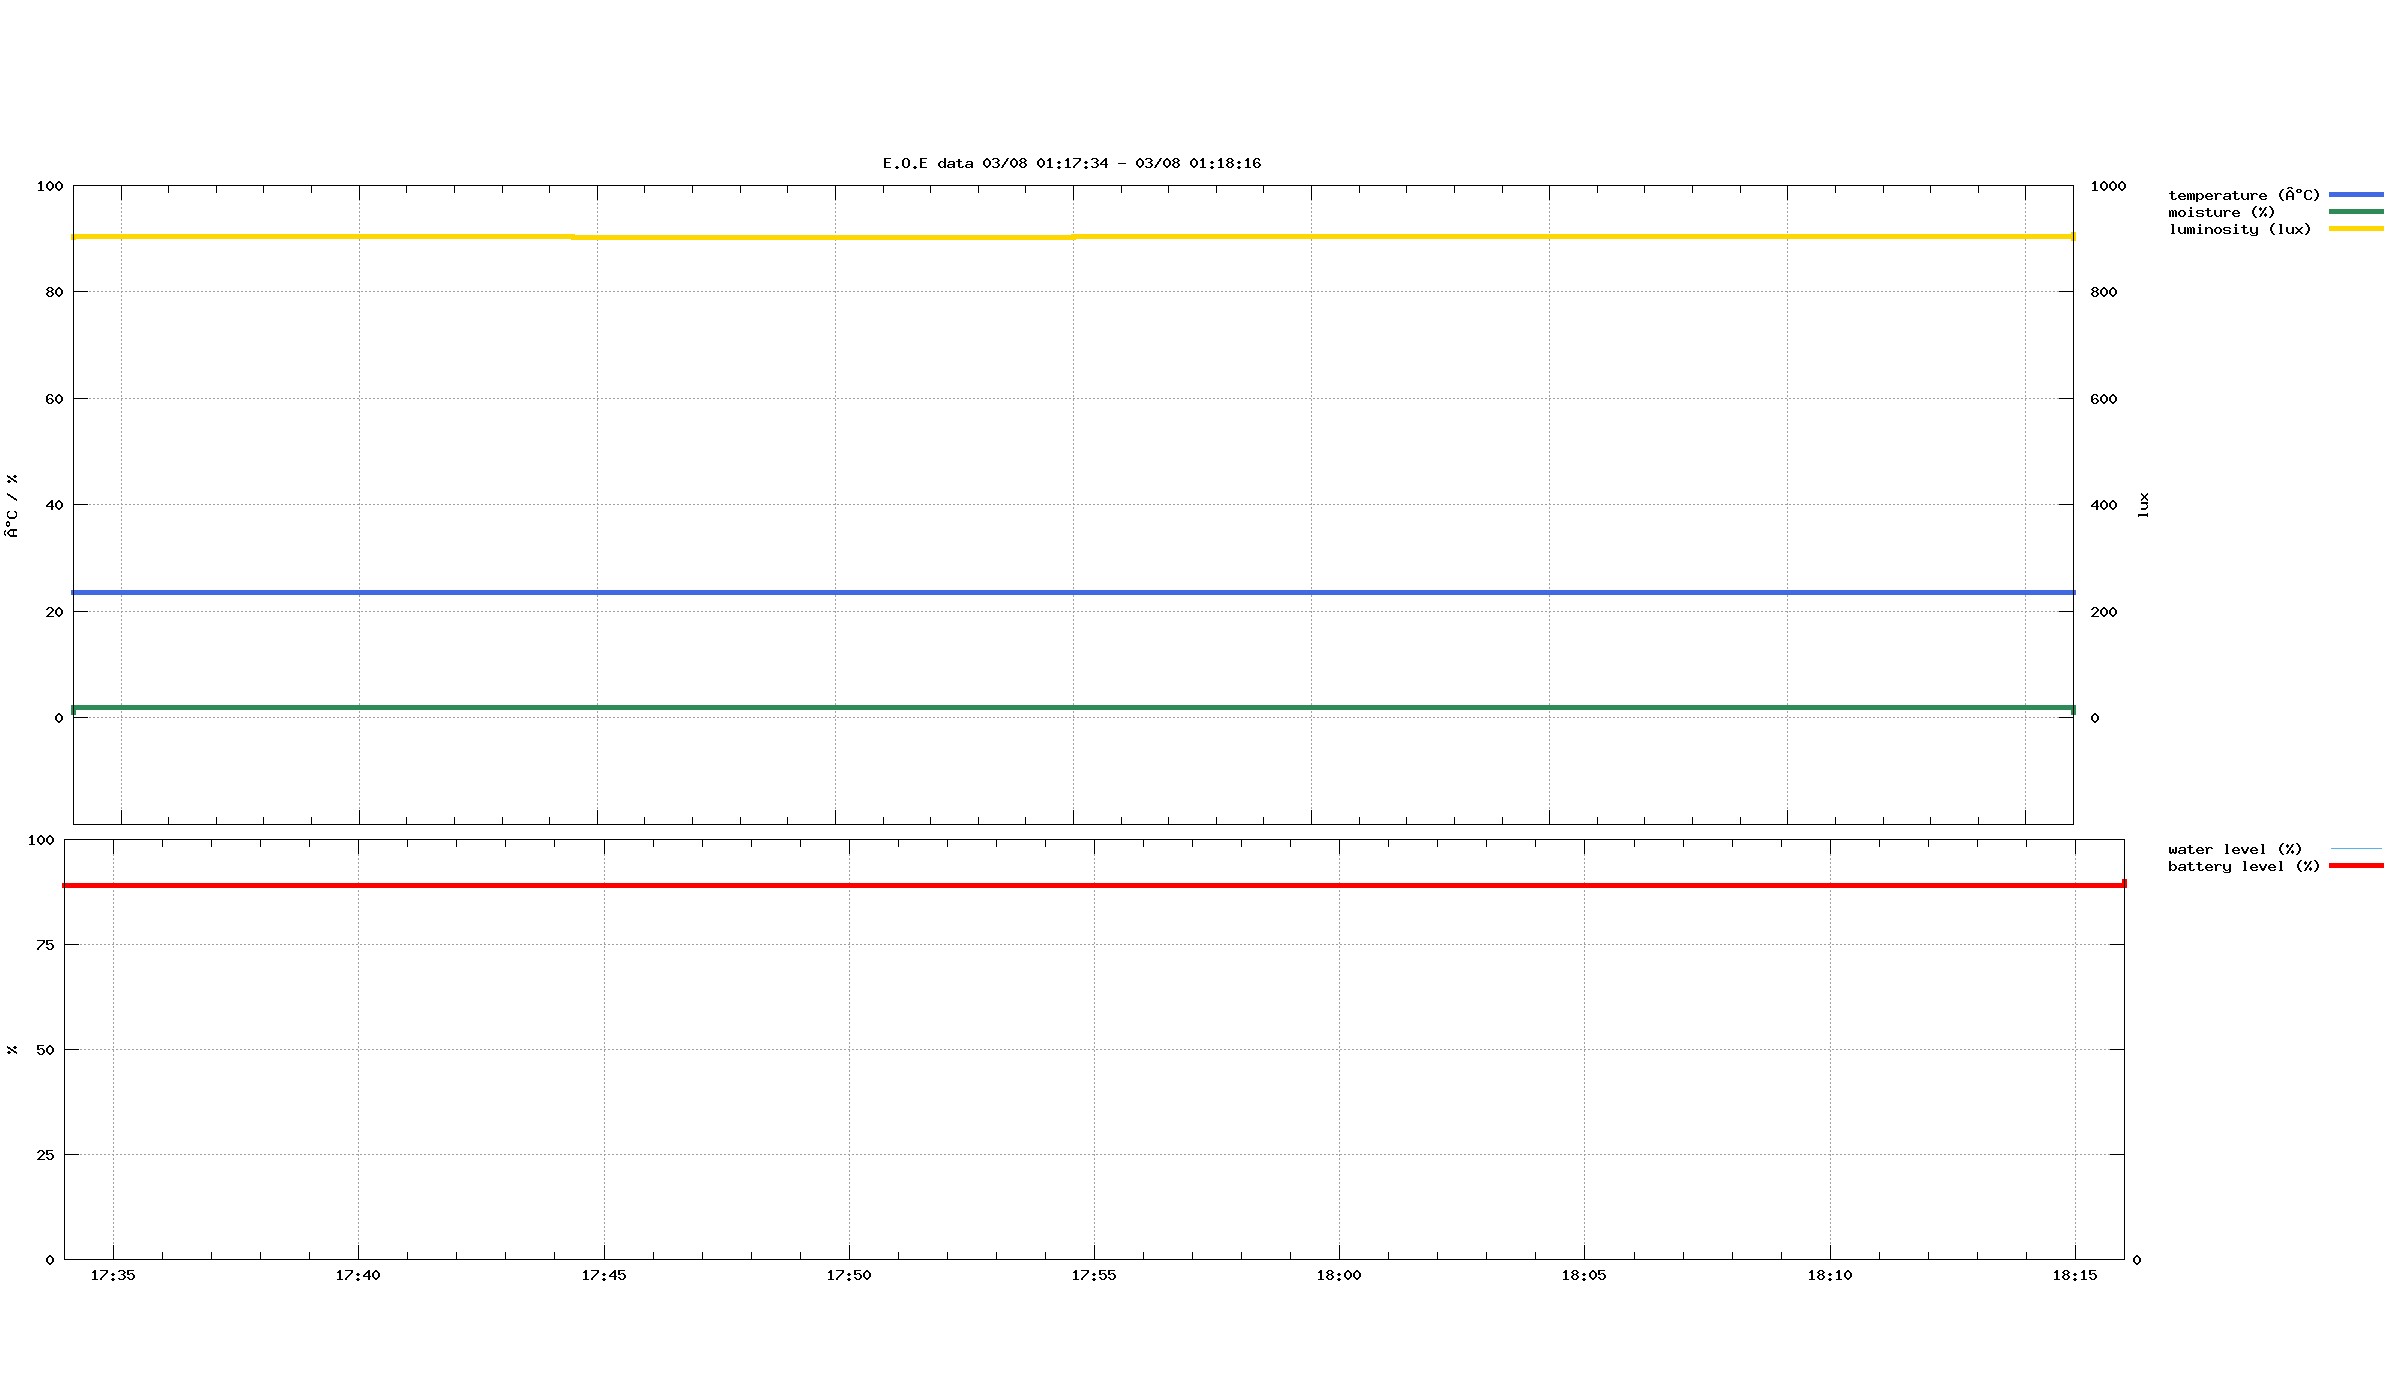 E.O.E data 03/08 01:17:34 - 03/08 01:18:16
100
80
60
40
20
0
Â°C / %
1000
800
600
400
200
0
lux
temperature (Â°C)
moisture (%)
luminosity (lux)
100
75
50
25
0
%
0
water level (%)
battery level (%)
17:35 17:40 17:45 17:50 17:55 18:00 18:05 18:10 18:15